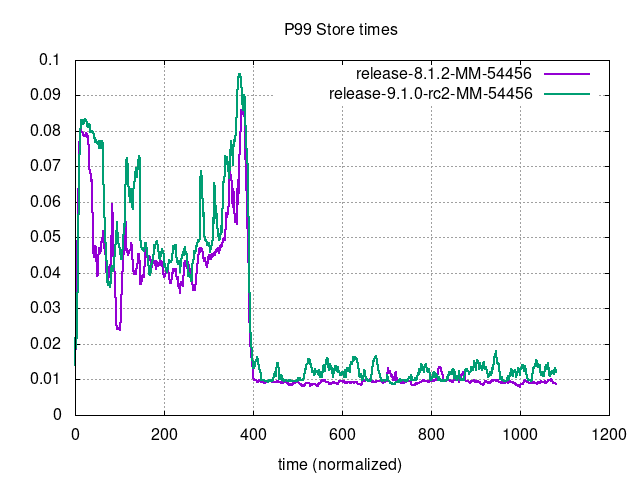 P99 Store times
release-8.1.2-MM-54456
release-9.1.0-rc2-MM-54456
0.1
0.09
0.08
0.07
0.06
0.05
0.04
0.03
0.02
0.01
0
0 200 400 600 800 1000 1200
time (normalized)